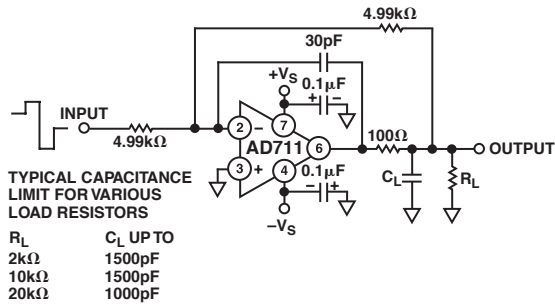 4.99kΩ
30pF
+VS
0.1μF
+
–
INPUT
4.99kΩ
2
–
7
AD711
6
100Ω
OUTPUT
3
+
4
0.1μF
–
+
CL
RL
–VS
TYPICAL CAPACITANCE
LIMIT FOR VARIOUS
LOAD RESISTORS
RL CL UP TO
2kΩ 1500pF
10kΩ 1500pF
20kΩ 1000pF